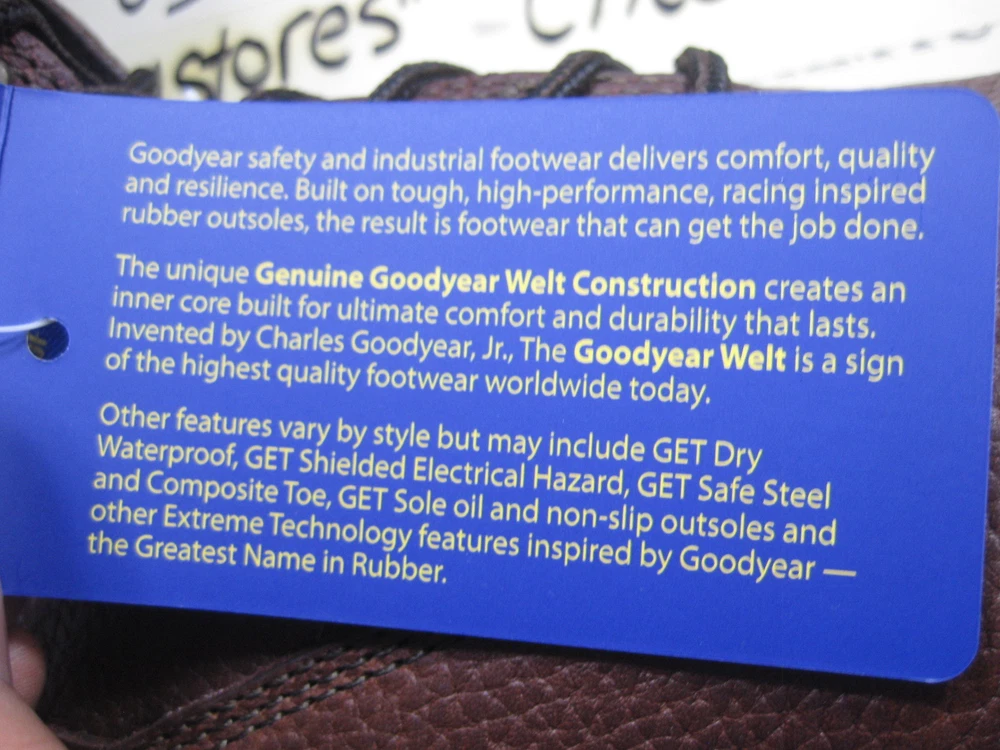 stores"
Goodyear safety and industrial footwear delivers comfort, quality
and resilience. Built on tough, high-performance, racing inspired
rubber outsoles, the result is footwear that can get the job done.
The unique Genuine Goodyear Welt Construction creates an
inner core built for ultimate comfort and durability that lasts.
Invented by Charles Goodyear, Jr., The Goodyear Welt is a sign
of the highest quality footwear worldwide today.
Other features vary by style but may include GET Dry
Waterproof, GET Shielded Electrical Hazard, GET Safe Steel
and Composite Toe, GET Sole oil and non-slip outsoles and
other Extreme Technology features inspired by Goodyear —
the Greatest Name in Rubber.